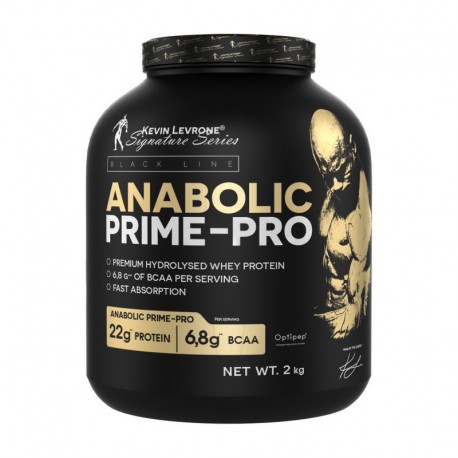 KEVIN LEVRONE®
Signature Series
BLACK LINE
ANABOLIC
PRIME-PRO
PREMIUM HYDROLYSED WHEY PROTEIN
6,8 G** OF BCAA PER SERVING
FAST ABSORPTION
ANABOLIC PRIME-PRO PER SERVING:
22g* PROTEIN 6,8g** BCAA
Optipep®
NET WT. 2 kg